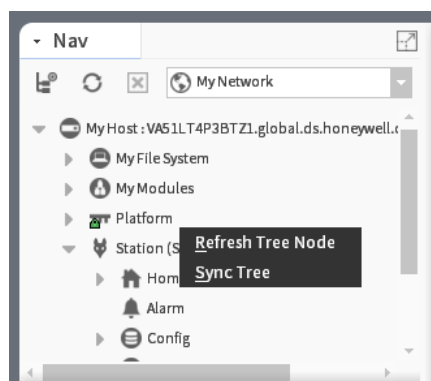 Nav
My Network
My Host : VA51LT4P3BTZ1.global.ds.honeywell.
My File System
My Modules
Platform
Station (S
Refresh Tree Node
Hom
Sync Tree
Alarm
Config